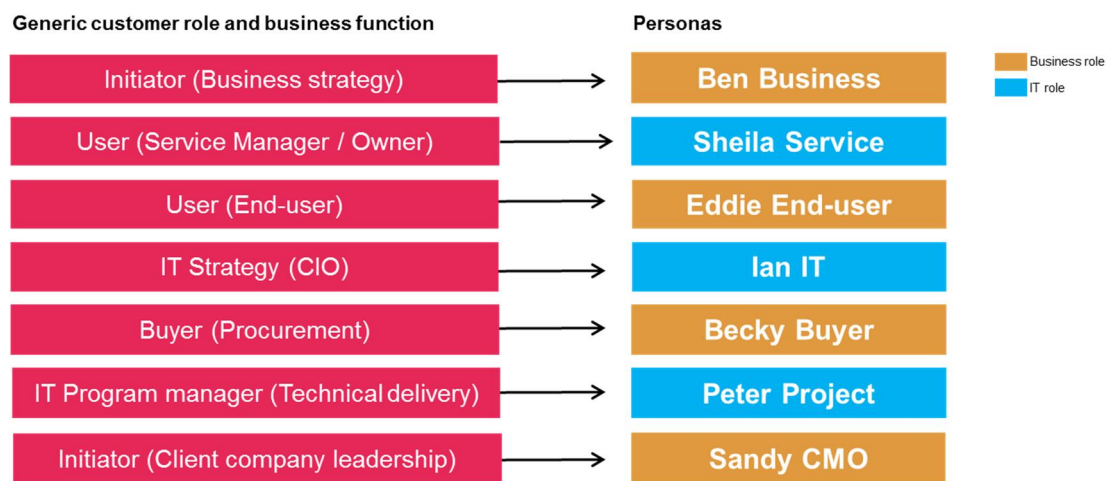 Generic customer role and business function
Personas
Initiator (Business strategy)
Ben Business
Business role
IT role
User (Service Manager / Owner)
Sheila Service
User (End-user)
Eddie End-user
IT Strategy (CIO)
Ian IT
Buyer (Procurement)
Becky Buyer
IT Program manager (Technical delivery)
Peter Project
Initiator (Client company leadership)
Sandy CMO